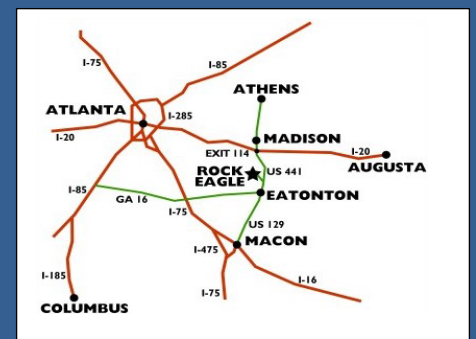 I-75
I-85
ATHENS
ATLANTA
I-285
I-20
MADISON
EXIT 114
I-20
AUGUSTA
ROCK
EAGLE
US 441
I-85
GA 16
EATONTON
I-75
US 129
I-475
MACON
I-185
I-75
I-16
COLUMBUS